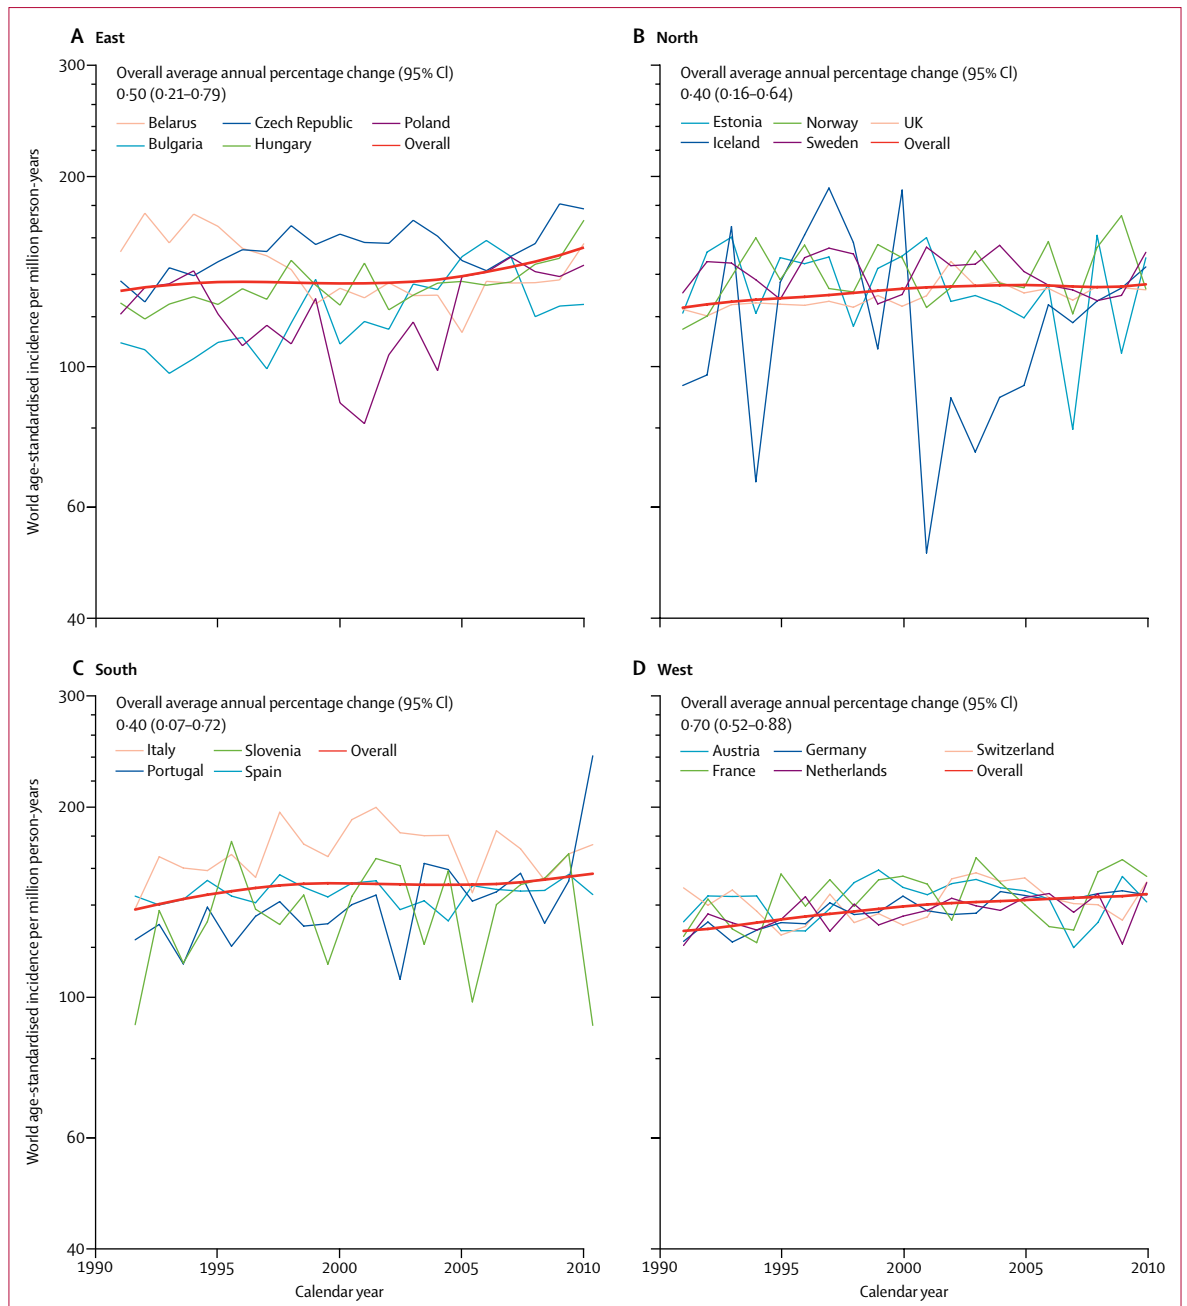 A East
Overall average annual percentage change (95% CI)
0·50 (0·21–0·79)
Belarus Czech Republic Poland
Bulgaria Hungary Overall
300
200
100
60
40
World age-standardised incidence per million person-years
B North
Overall average annual percentage change (95% CI)
0·40 (0·16–0·64)
Estonia Norway UK
Iceland Sweden Overall
C South
Overall average annual percentage change (95% CI)
0·40 (0·07–0·72)
Italy Slovenia Overall
Portugal Spain
300
200
100
60
40
World age-standardised incidence per million person-years
1990 1995 2000 2005 2010
Calendar year
D West
Overall average annual percentage change (95% CI)
0·70 (0·52–0·88)
Austria Germany Switzerland
France Netherlands Overall
1990 1995 2000 2005 2010
Calendar year